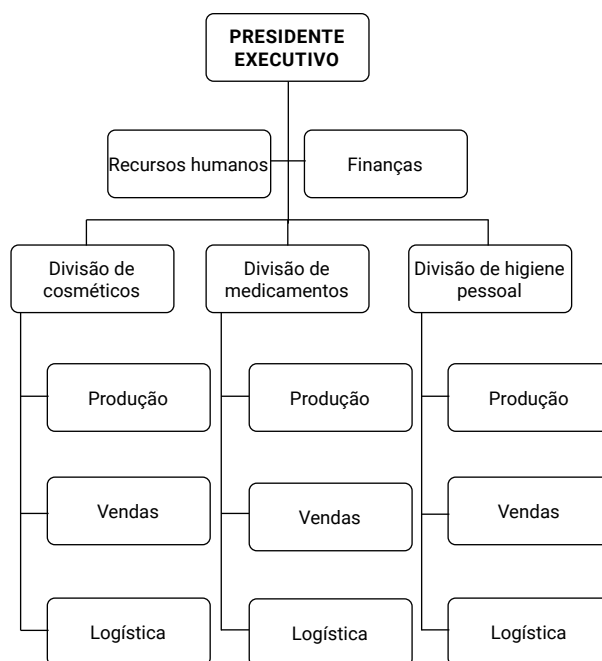 PRESIDENTE
EXECUTIVO
Recursos humanos
Finanças
Divisão de
cosméticos
Divisão de
medicamentos
Divisão de higiene
pessoal
Produção
Produção
Produção
Vendas
Vendas
Vendas
Logística
Logística
Logística